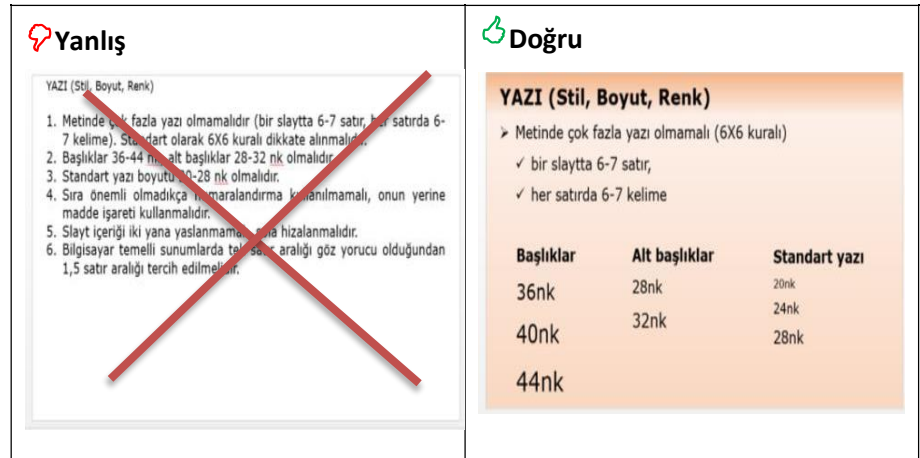 Yanlış
YAZI (Stil, Boyut, Renk)
1. Metinde çok fazla yazı olmamalıdır (bir slaytta 6-7 satır, her satırda 6-
7 kelime). Standart olarak 6X6 kuralı dikkate alınmalıdır.
2. Başlıklar 36-44 nk, alt başlıklar 28-32 nk olmalıdır.
3. Standart yazı boyutu 20-28 nk olmalıdır.
4. Sıra önemli olmadıkça numaralandırma kullanılmamalı, onun yerine
madde işareti kullanmalıdır.
5. Slayt içeriği iki yana yaslanmamalı, sola hizalanmalıdır.
6. Bilgisayar temelli sunumlarda tek satır aralığı göz yorucu olduğundan
1,5 satır aralığı tercih edilmelidir.
Doğru
YAZI (Stil, Boyut, Renk)
➢ Metinde çok fazla yazı olmamalı (6X6 kuralı)
✓ bir slaytta 6-7 satır,
✓ her satırda 6-7 kelime
Başlıklar Alt başlıklar Standart yazı
36nk 28nk 20nk
40nk 32nk 24nk
44nk 28nk